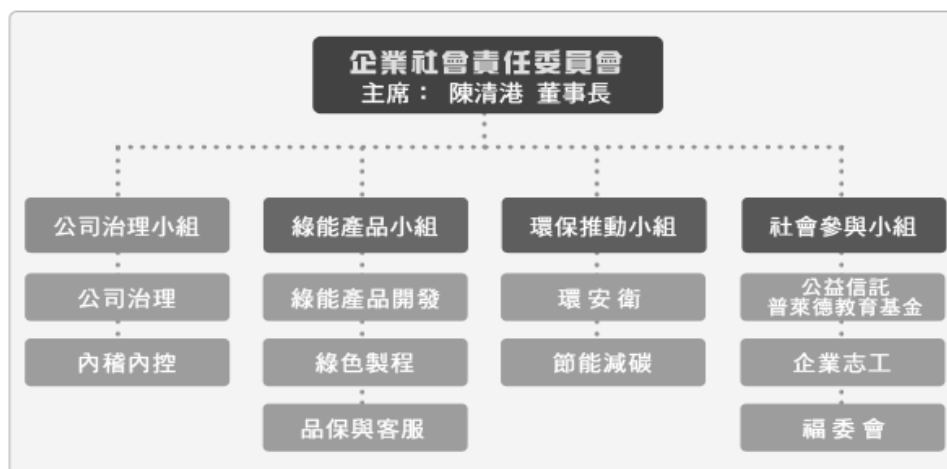 企業社會責任委員會
主席： 陳清港 董事長
公司治理小組
公司治理
內稽內控
綠能產品小組
綠能產品開發
綠色製程
品保與客服
環保推動小組
環安衛
節能減碳
社會參與小組
公益信託
普萊德教育基金
企業志工
福委會